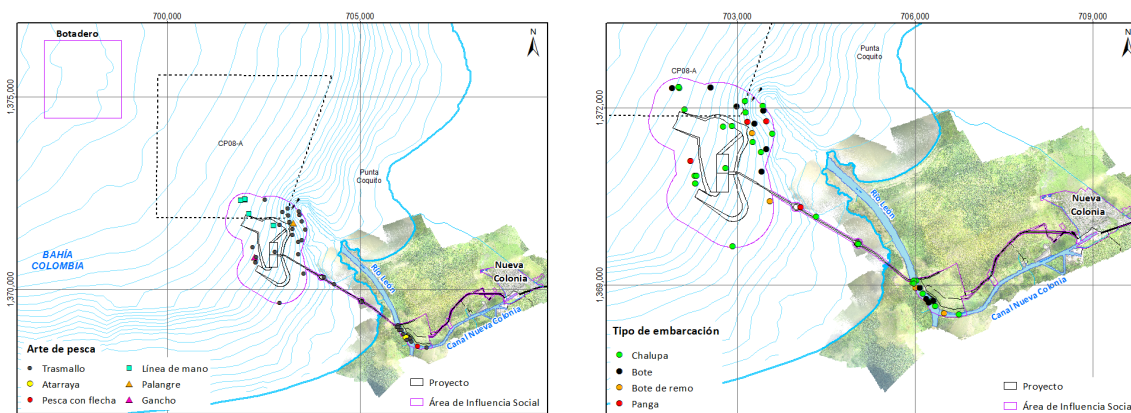 700,000
705,000
Botadero
N
1,375,000
CP08-A
Punta
Coquito
BAHÍA
COLOMBIA
1,370,000
Río León
Nueva
Colonia
Canal Nueva Colonia
Arte de pesca
Trasmallo
Línea de mano
Atarraya
Palangre
Pesca con flecha
Gancho
Proyecto
Área de Influencia Social
703,000
706,000
709,000
N
Punta
Coquito
CP08-A
1,372,000
Río León
Nueva
Colonia
1,369,000
Canal Nueva Colonia
Tipo de embarcación
Chalupa
Bote
Bote de remo
Panga
Proyecto
Área de Influencia Social